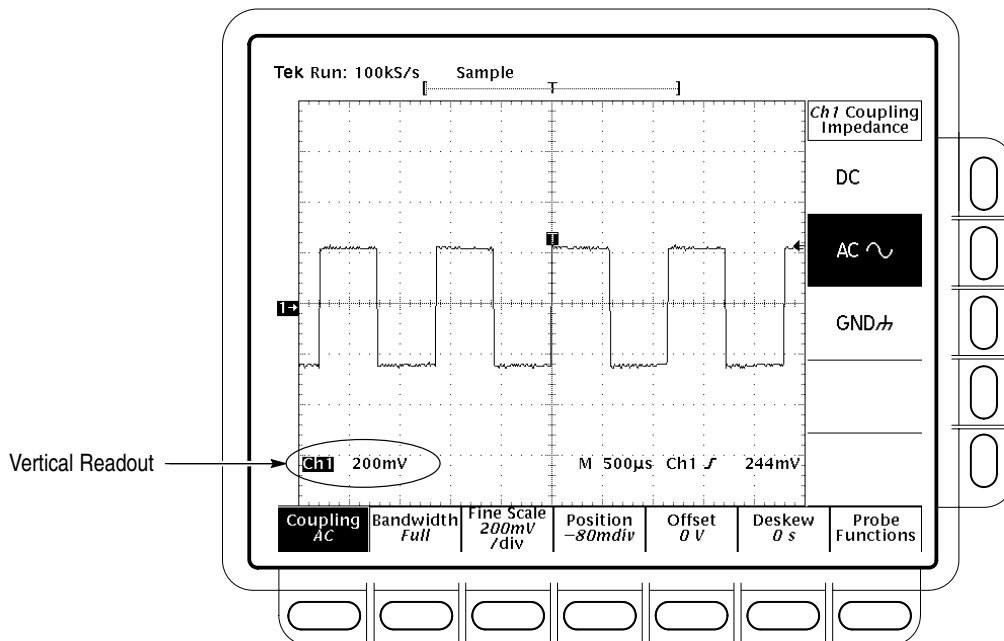 Tek Run: 100kS/s Sample
[ T ]
Ch1 Coupling
Impedance
DC
AC
GND
T
1
Vertical Readout
Ch1 200mV M 500µs Ch1 244mV
Coupling
AC
Bandwidth
Full
Fine Scale
200mV
/div
Position
−80mdiv
Offset
0 V
Deskew
0 s
Probe
Functions